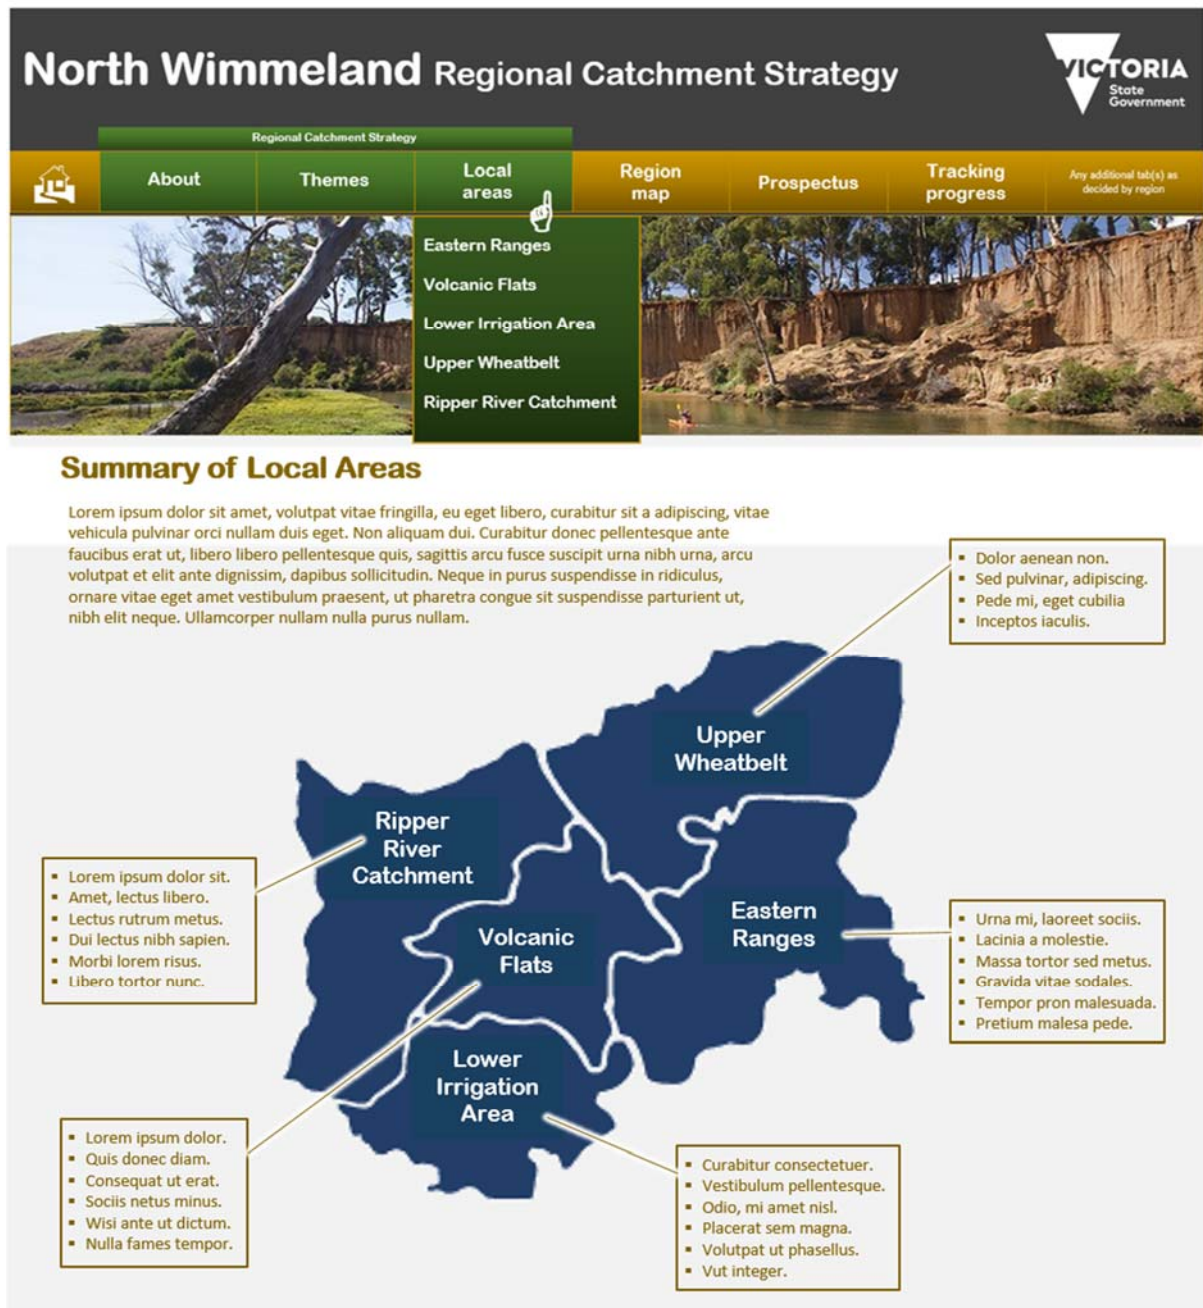 North Wimmeland Regional Catchment Strategy
VICTORIA
State
Government
Regional Catchment Strategy
About
Themes
Local
areas
Region
map
Prospectus
Tracking
progress
Any additional tab(s) as
decided by region
Eastern Ranges
Volcanic Flats
Lower Irrigation Area
Upper Wheatbelt
Ripper River Catchment
Summary of Local Areas
Lorem ipsum dolor sit amet, volutpat vitae fringilla, eu eget libero, curabitur sit a adipiscing, vitae
vehicula pulvinar orci nullam duis eget. Non aliquam dui. Curabitur donec pellentesque ante
faucibus erat ut, libero libero pellentesque quis, sagittis arcu fusce suscipit urna nibh urna, arcu
volutpat et elit ante dignissim, dapibus sollicitudin. Neque in purus suspendisse in ridiculus,
ornare vitae eget amet vestibulum praesent, ut pharetra congue sit suspendisse parturient ut,
nibh elit neque. Ullamcorper nullam nulla purus nullam.
▪ Dolor aenean non.
▪ Sed pulvinar, adipiscing.
▪ Pede mi, eget cubilia
▪ Inceptos iaculis.
Upper
Wheatbelt
Ripper
River
Catchment
▪ Lorem ipsum dolor sit.
▪ Amet, lectus libero.
▪ Lectus rutrum metus.
▪ Dui lectus nibh sapien.
▪ Morbi lorem risus.
▪ Libero tortor nunc.
Volcanic
Flats
Eastern
Ranges
▪ Urna mi, laoreet sociis.
▪ Lacinia a molestie.
▪ Massa tortor sed metus.
▪ Gravida vitae sodales.
▪ Tempor pron malesuada.
▪ Pretium malesa pede.
Lower
Irrigation
Area
▪ Lorem ipsum dolor.
▪ Quis donec diam.
▪ Consequat ut erat.
▪ Sociis netus minus.
▪ Wisi ante ut dictum.
▪ Nulla fames tempor.
▪ Curabitur consectetuer.
▪ Vestibulum pellentesque.
▪ Odio, mi amet nisl.
▪ Placerat sem magna.
▪ Volutpat ut phasellus.
▪ Vut integer.